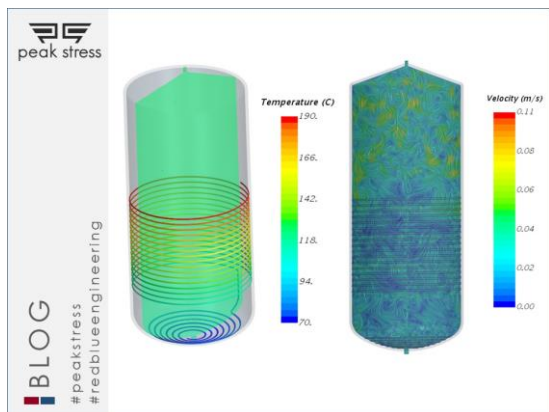 peak stress
BLOG
#peakstress
#redblueengineering
Temperature (C)
190.
166.
142.
118.
94.
70.
Velocity (m/s)
0.11
0.08
0.06
0.04
0.02
0.00